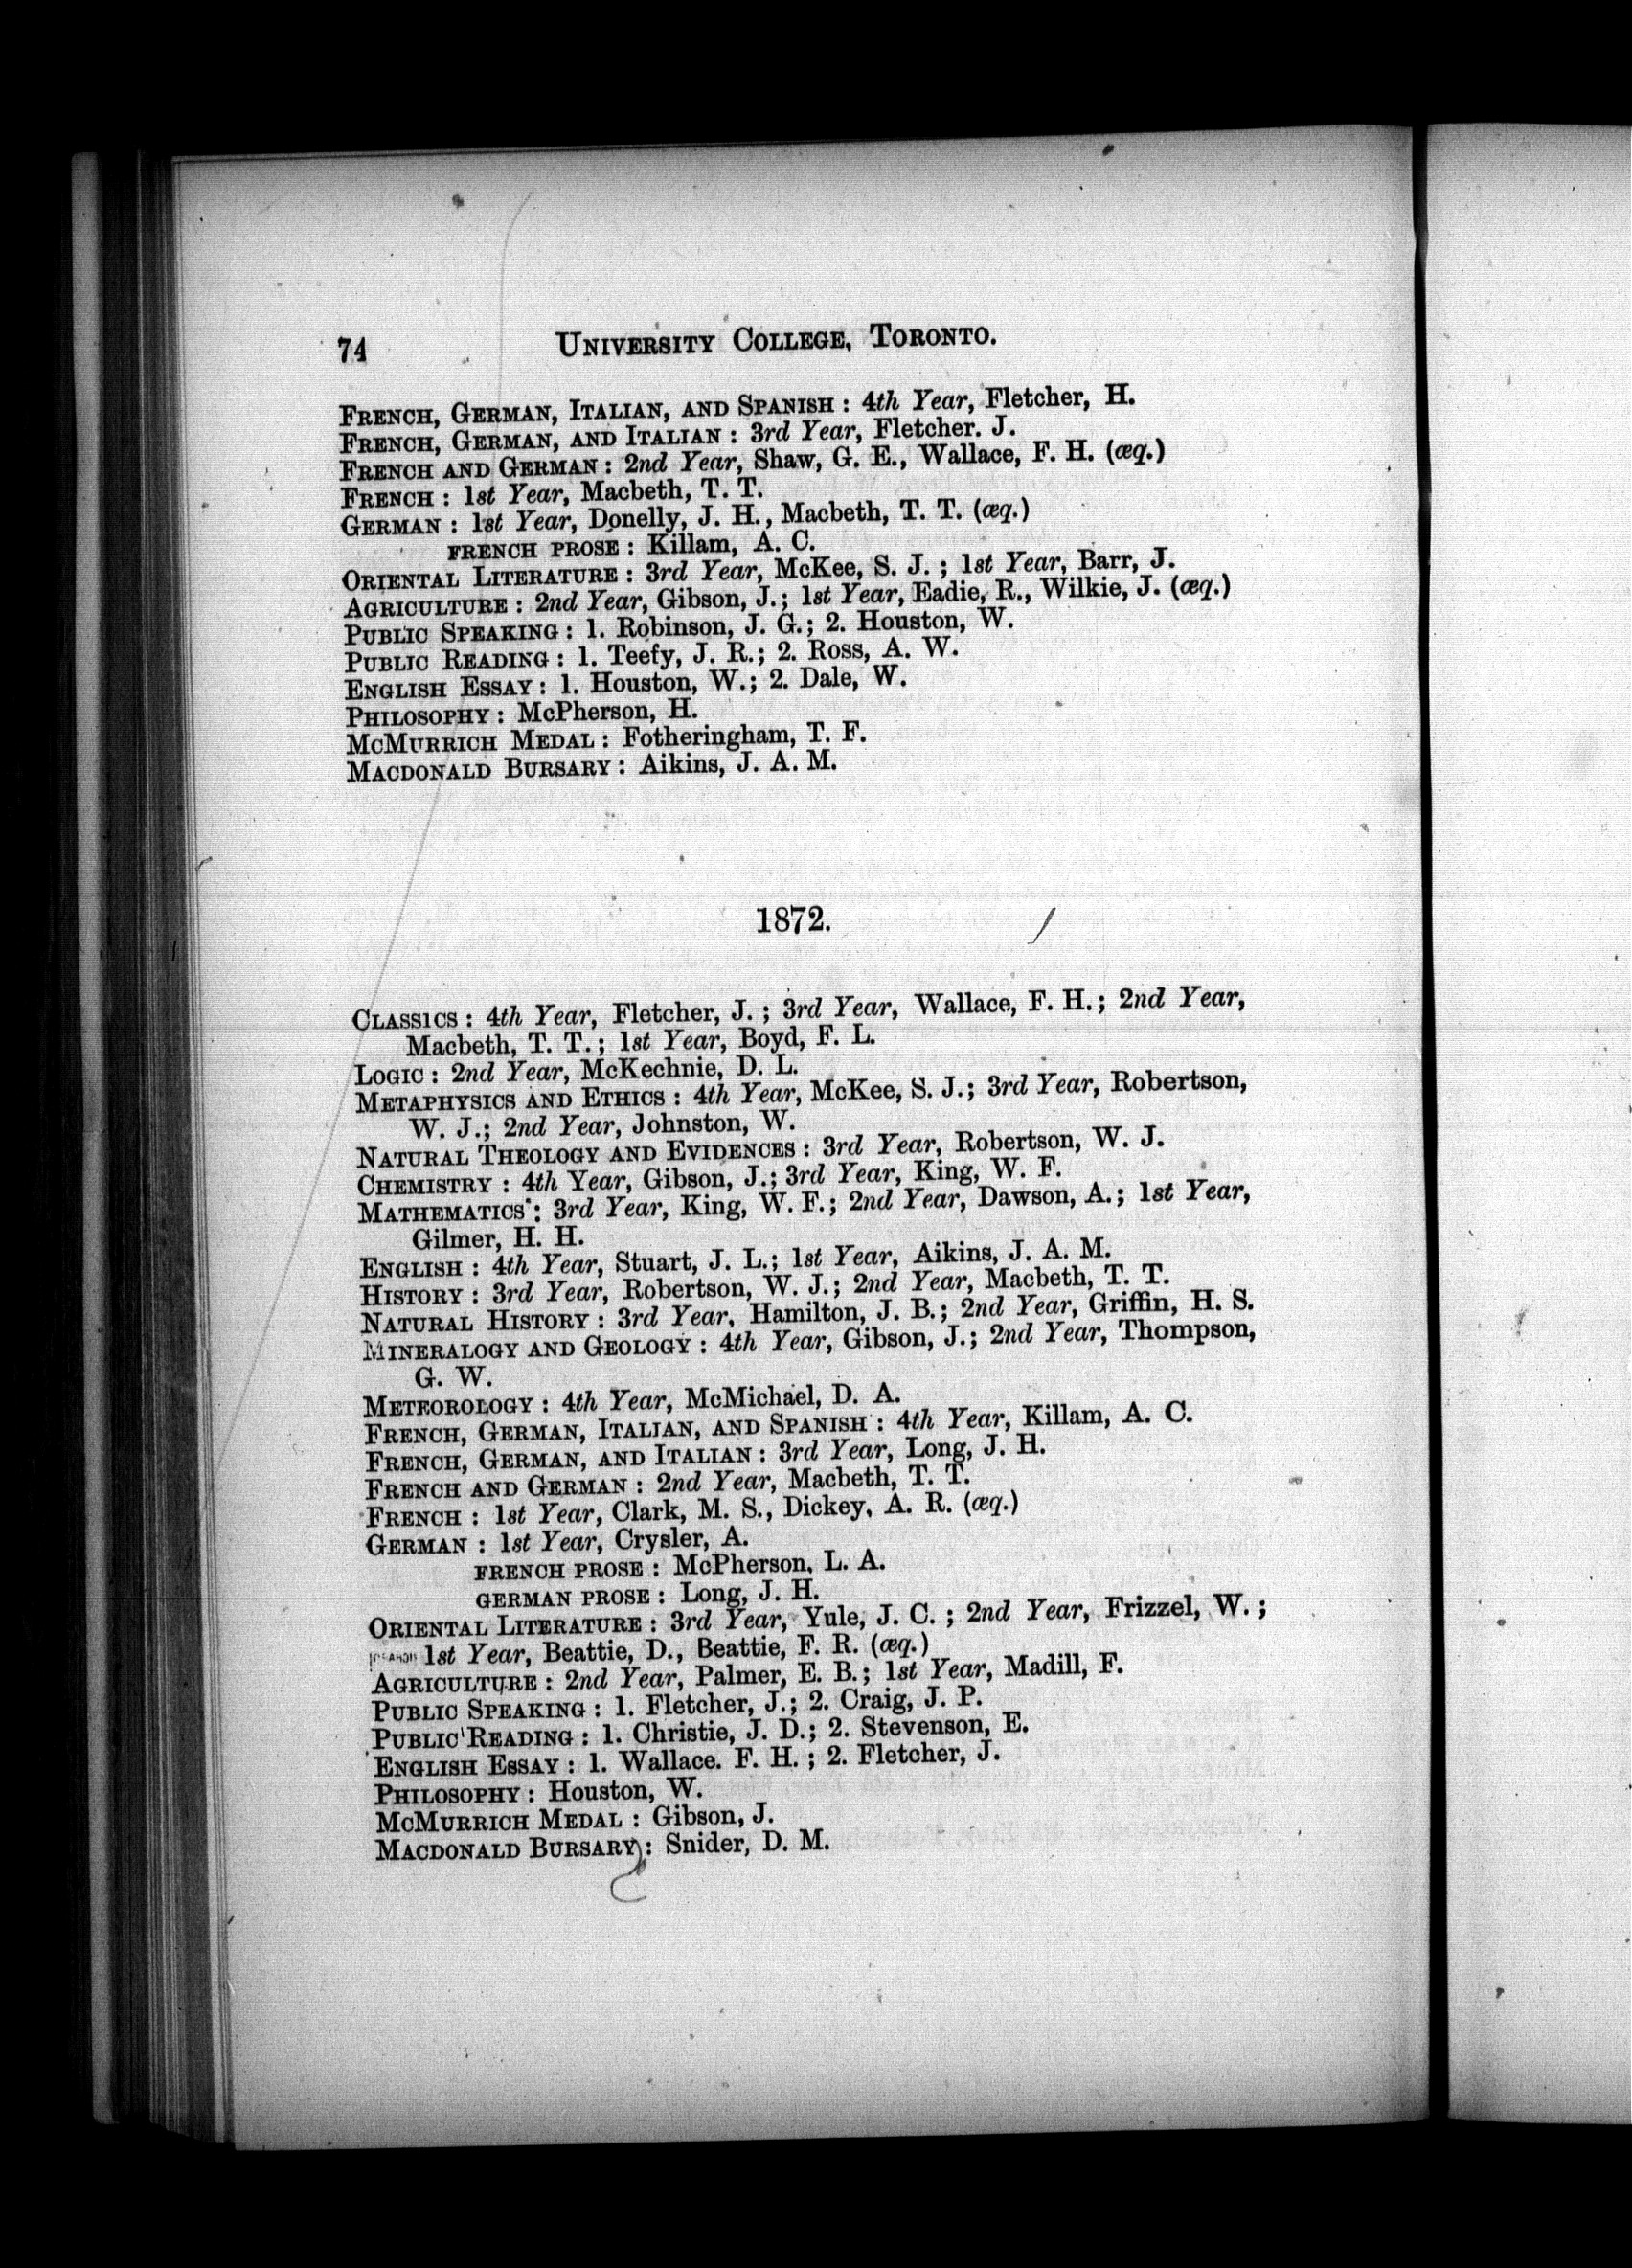 74 UNIVERSITY COLLEGE, TORONTO.
FRENCH, GERMAN, ITALIAN, AND SPANISH : 4th Year, Fletcher, H.
FRENCH, GERMAN, AND ITALIAN : 3rd Year, Fletcher. J.
FRENCH AND GERMAN : 2nd Year, Shaw, G. E., Wallace, F. H. (æq.)
FRENCH : 1st Year, Macbeth, T. T.
GERMAN : 1st Year, Donelly, J. H., Macbeth, T. T. (æq.)
FRENCH PROSE : Killam, A. C.
ORIENTAL LITERATURE : 3rd Year, McKee, S. J. ; 1st Year, Barr, J.
AGRICULTURE : 2nd Year, Gibson, J.; 1st Year, Eadie, R., Wilkie, J. (æq.)
PUBLIC SPEAKING : 1. Robinson, J. G.; 2. Houston, W.
PUBLIC READING : 1. Teefy, J. R.; 2. Ross, A. W.
ENGLISH ESSAY : 1. Houston, W.; 2. Dale, W.
PHILOSOPHY : McPherson, H.
MCMURRICH MEDAL : Fotheringham, T. F.
MACDONALD BURSARY : Aikins, J. A. M.
1872.
CLASSICS : 4th Year, Fletcher, J. ; 3rd Year, Wallace, F. H.; 2nd Year,
Macbeth, T. T.; 1st Year, Boyd, F. L.
LOGIC : 2nd Year, McKechnie, D. L.
METAPHYSICS AND ETHICS : 4th Year, McKee, S. J.; 3rd Year, Robertson,
W. J.; 2nd Year, Johnston, W.
NATURAL THEOLOGY AND EVIDENCES : 3rd Year, Robertson, W. J.
CHEMISTRY : 4th Year, Gibson, J.; 3rd Year, King, W. F.
MATHEMATICS : 3rd Year, King, W. F.; 2nd Year, Dawson, A.; 1st Year,
Gilmer, H. H.
ENGLISH : 4th Year, Stuart, J. L.; 1st Year, Aikins, J. A. M.
HISTORY : 3rd Year, Robertson, W. J.; 2nd Year, Macbeth, T. T.
NATURAL HISTORY : 3rd Year, Hamilton, J. B.; 2nd Year, Griffin, H. S.
MINERALOGY AND GEOLOGY : 4th Year, Gibson, J.; 2nd Year, Thompson,
G. W.
METEOROLOGY : 4th Year, McMichael, D. A.
FRENCH, GERMAN, ITALIAN, AND SPANISH : 4th Year, Killam, A. C.
FRENCH, GERMAN, AND ITALIAN : 3rd Year, Long, J. H.
FRENCH AND GERMAN : 2nd Year, Macbeth, T. T.
FRENCH : 1st Year, Clark, M. S., Dickey, A. R. (æq.)
GERMAN : 1st Year, Crysler, A.
FRENCH PROSE : McPherson, L. A.
GERMAN PROSE : Long, J. H.
ORIENTAL LITERATURE : 3rd Year, Yule, J. C. ; 2nd Year, Frizzel, W. ;
1st Year, Beattie, D., Beattie, F. R. (æq.)
AGRICULTURE : 2nd Year, Palmer, E. B.; 1st Year, Madill, F.
PUBLIC SPEAKING : 1. Fletcher, J.; 2. Craig, J. P.
PUBLIC READING : 1. Christie, J. D.; 2. Stevenson, E.
ENGLISH ESSAY : 1. Wallace. F. H. ; 2. Fletcher, J.
PHILOSOPHY : Houston, W.
MCMURRICH MEDAL : Gibson, J.
MACDONALD BURSARY : Snider, D. M.